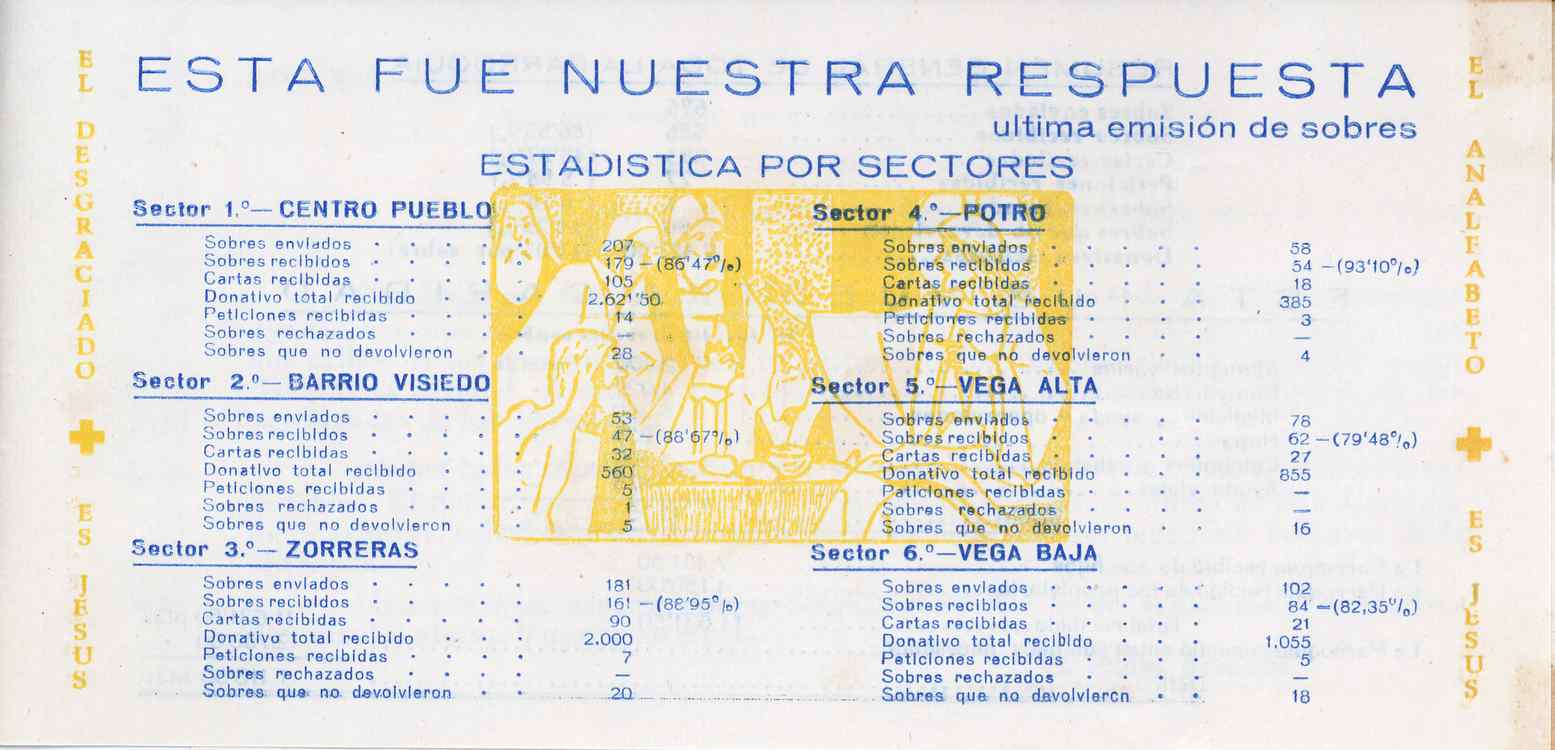 ESTA FUE NUESTRA RESPUESTA
ultima emisión de sobres
ESTADISTICA POR SECTORES
EL DESGRACIADO ✚ ES JESUS
Sector 1.º— CENTRO PUEBLO
Sobres enviados . . . . . 207
Sobres recibidos . . . . . 179 —(86'47º/o)
Cartas recibidas . . . . . 105
Donativo total recibido . . . 2.621'50
Peticiones recibidas . . . . 14
Sobres rechazados . . . . —
Sobres que no devolvieron . . 28
Sector 2.º— BARRIO VISIEDO
Sobres enviados . . . . . 53
Sobres recibidos . . . . . 47 —(88'67º/o)
Cartas recibidas . . . . . 32
Donativo total recibido . . . 560
Peticiones recibidas . . . . 5
Sobres rechazados . . . . 1
Sobres que no devolvieron . . 5
Sector 3.º— ZORRERAS
Sobres enviados . . . . . 181
Sobres recibidos . . . . . 161 —(88'95º/o)
Cartas recibidas . . . . . 90
Donativo total recibido . . . 2.000
Peticiones recibidas . . . . 7
Sobres rechazados . . . . —
Sobres que no devolvieron . . 20
Sector 4.º—POTRO
Sobres enviados . . . . . 58
Sobres recibidos . . . . . 54 —(93'10º/o)
Cartas recibidas . . . . . 18
Donativo total recibido . . . 385
Peticiones recibidas . . . . 3
Sobres rechazados . . . . —
Sobres que no devolvieron . . 4
Sector 5.º—VEGA ALTA
Sobres enviados . . . . . 78
Sobres recibidos . . . . . 62 —(79'48º/o)
Cartas recibidas . . . . . 27
Donativo total recibido . . . 855
Paticiones recibidas . . . . —
Sobres rechazados . . . . —
Sobres que no devolvieron . . 16
Sector 6.º—VEGA BAJA
Sobres enviados . . . . . 102
Sobres recibidos . . . . . 84 —(82,35º/o)
Cartas recibidas . . . . . 21
Donativo total recibido . . . 1.055
Peticiones recibidas . . . . 5
Sobres rechazados . . . . —
Sobres que no devolvieron . . 18
EL ANALFABETO ✚ ES JESUS